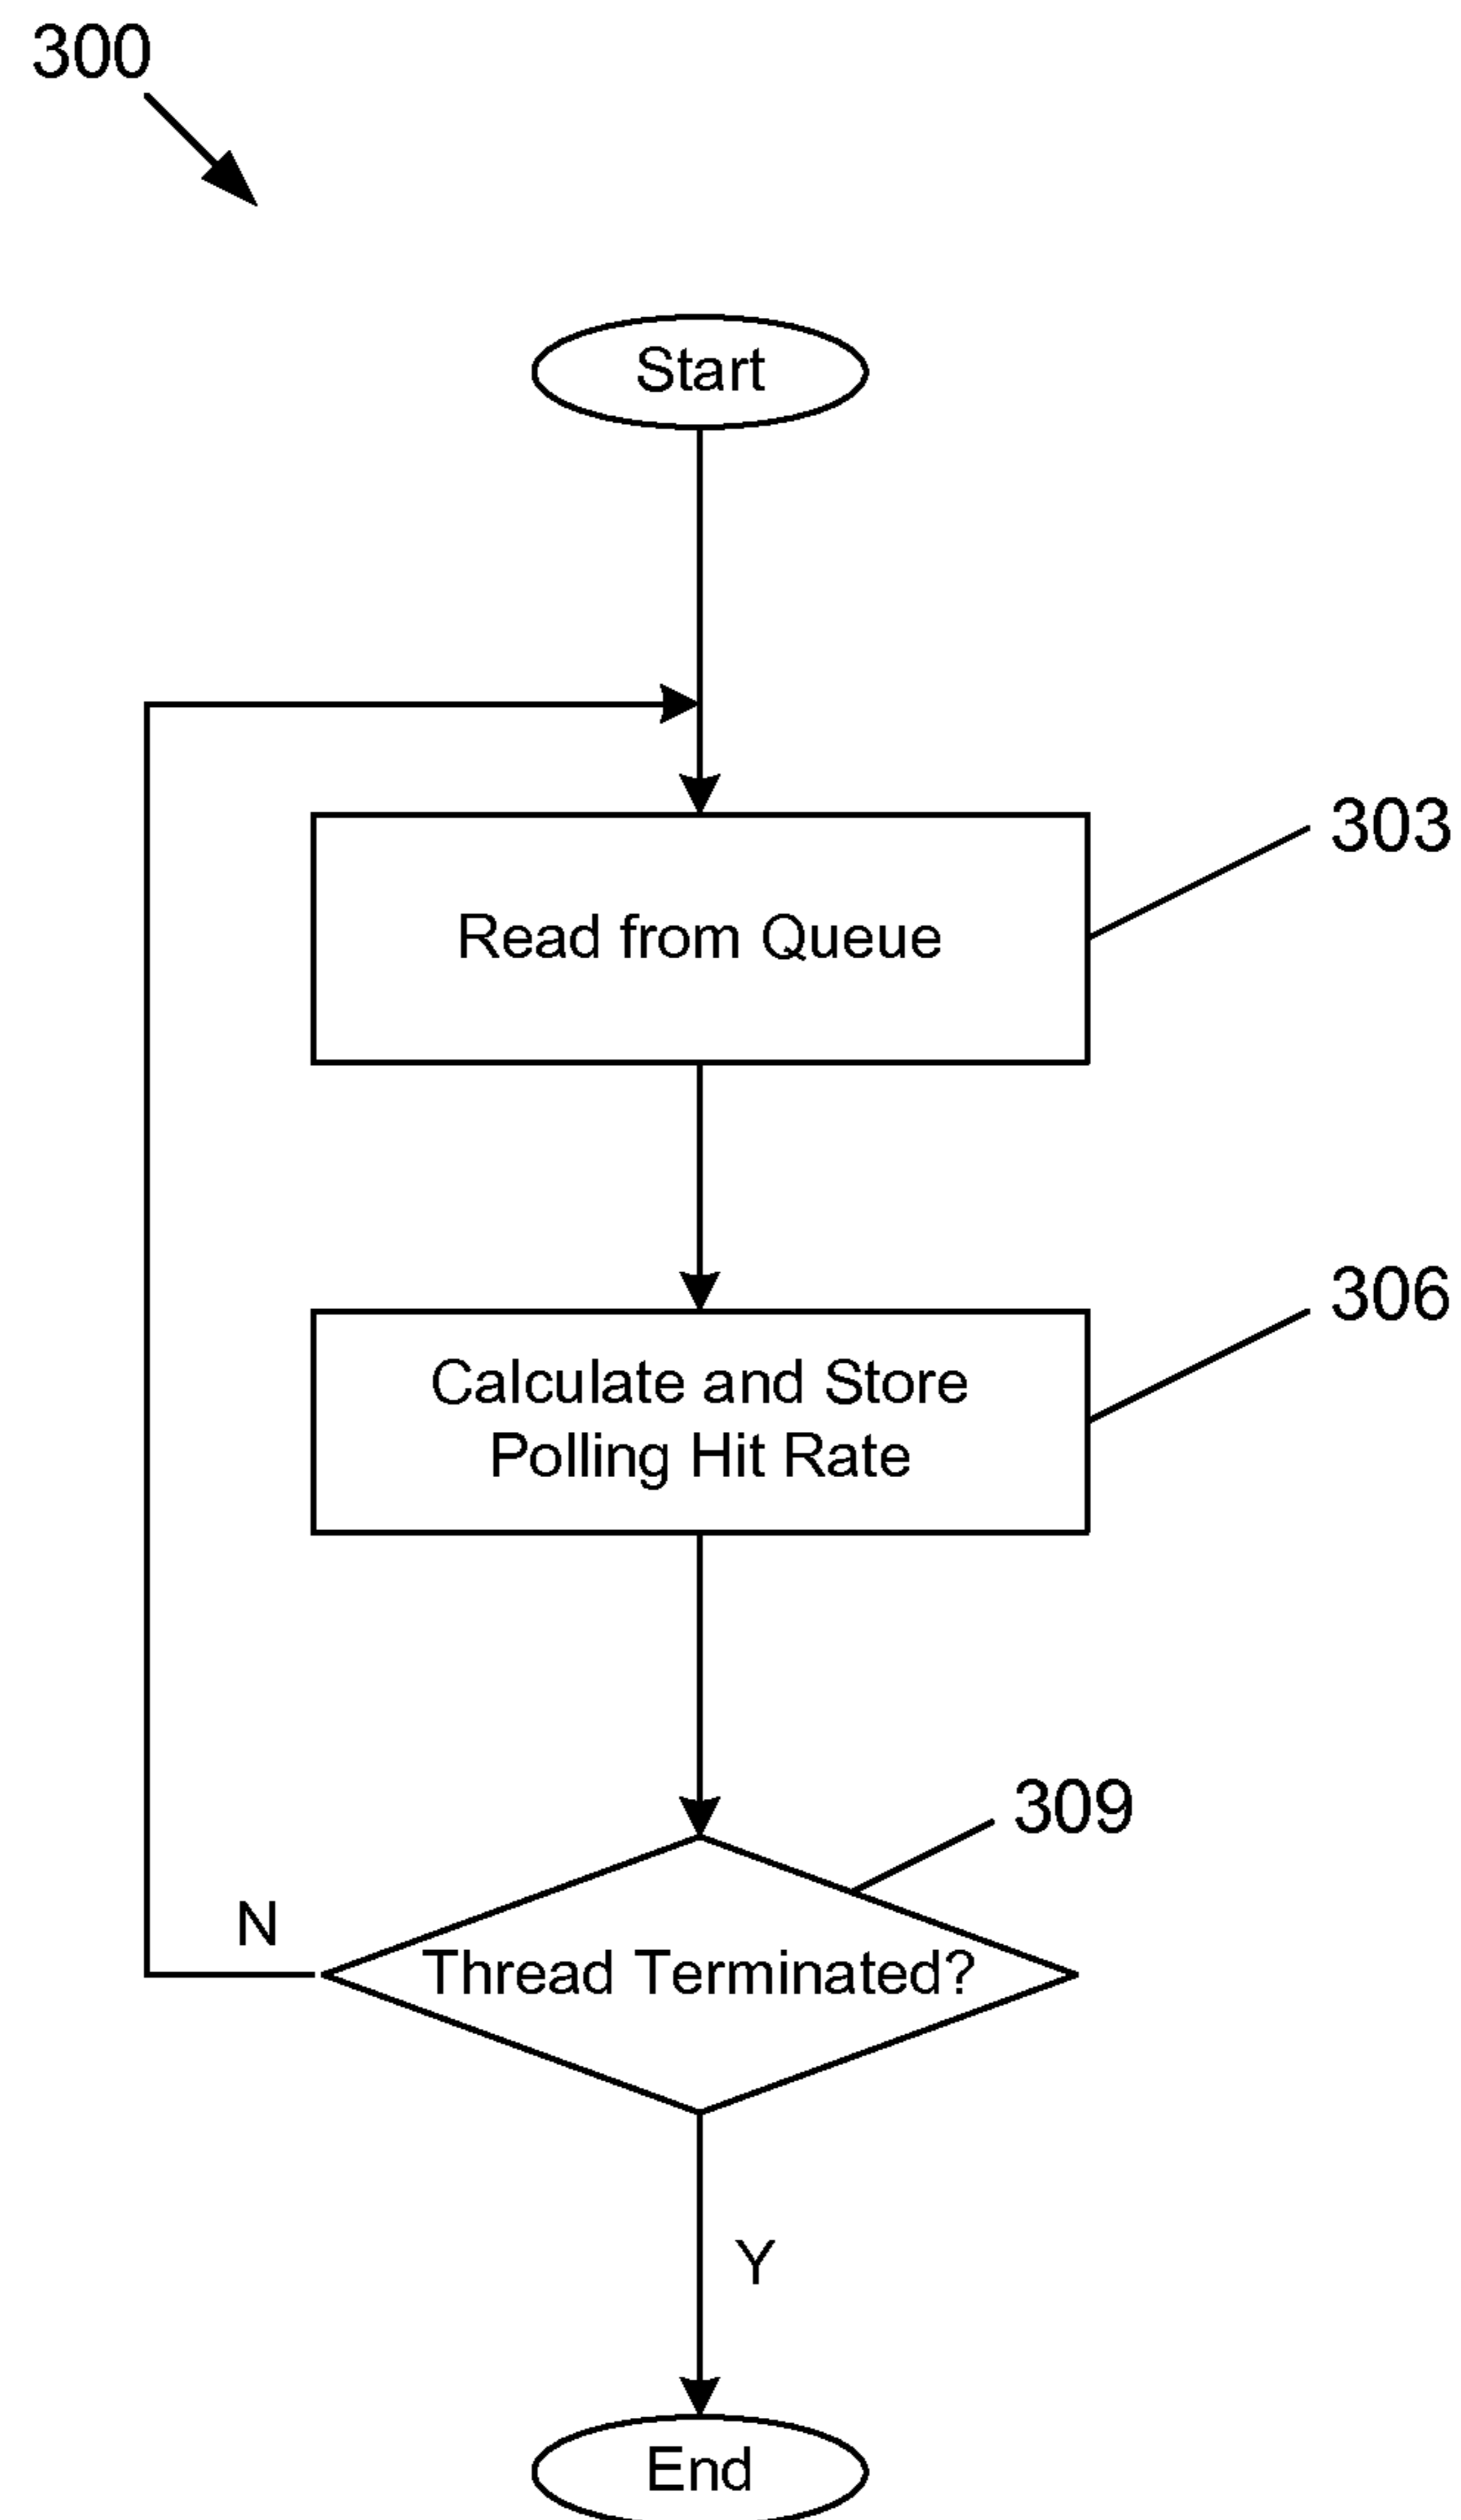 300
Start
303
Read from Queue
306
Calculate and Store
Polling Hit Rate
309
N
Thread Terminated?
Y
End